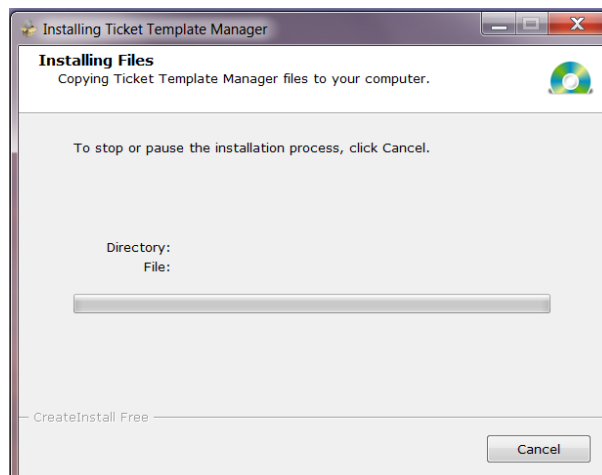 Installing Ticket Template Manager
Installing Files
Copying Ticket Template Manager files to your computer.
To stop or pause the installation process, click Cancel.
Directory:
File:
CreateInstall Free
Cancel